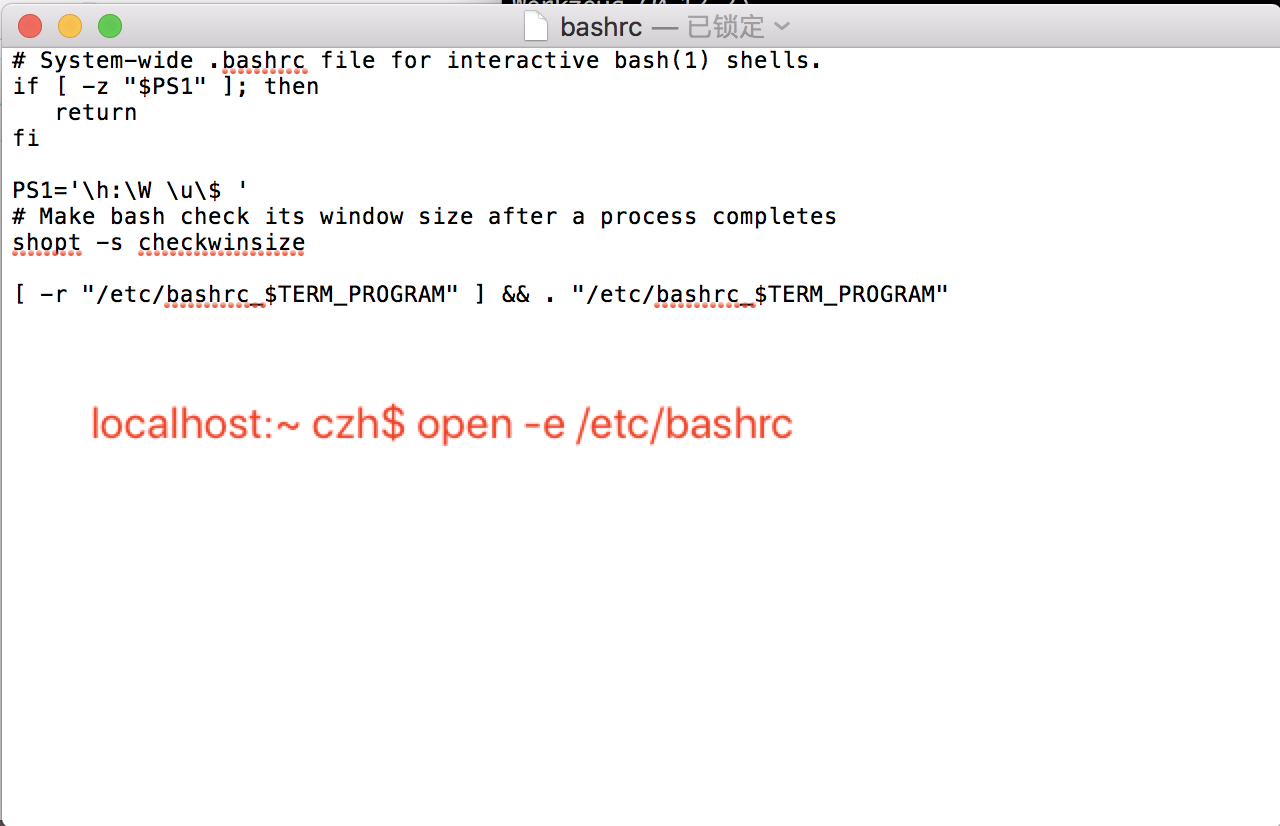 bashrc — 已锁定
# System-wide .bashrc file for interactive bash(1) shells.
if [ -z "$PS1" ]; then
   return
fi
PS1='\h:\W \u\$ '
# Make bash check its window size after a process completes
shopt -s checkwinsize
[ -r "/etc/bashrc_$TERM_PROGRAM" ] && . "/etc/bashrc_$TERM_PROGRAM"
localhost:~ czh$ open -e /etc/bashrc